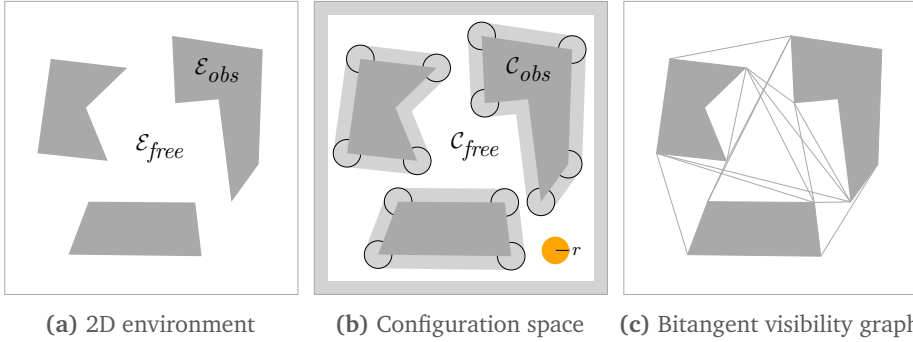 ℰ_obs
ℰ_free
𝒞_obs
𝒞_free
r
(a) 2D environment
(b) Configuration space
(c) Bitangent visibility graph